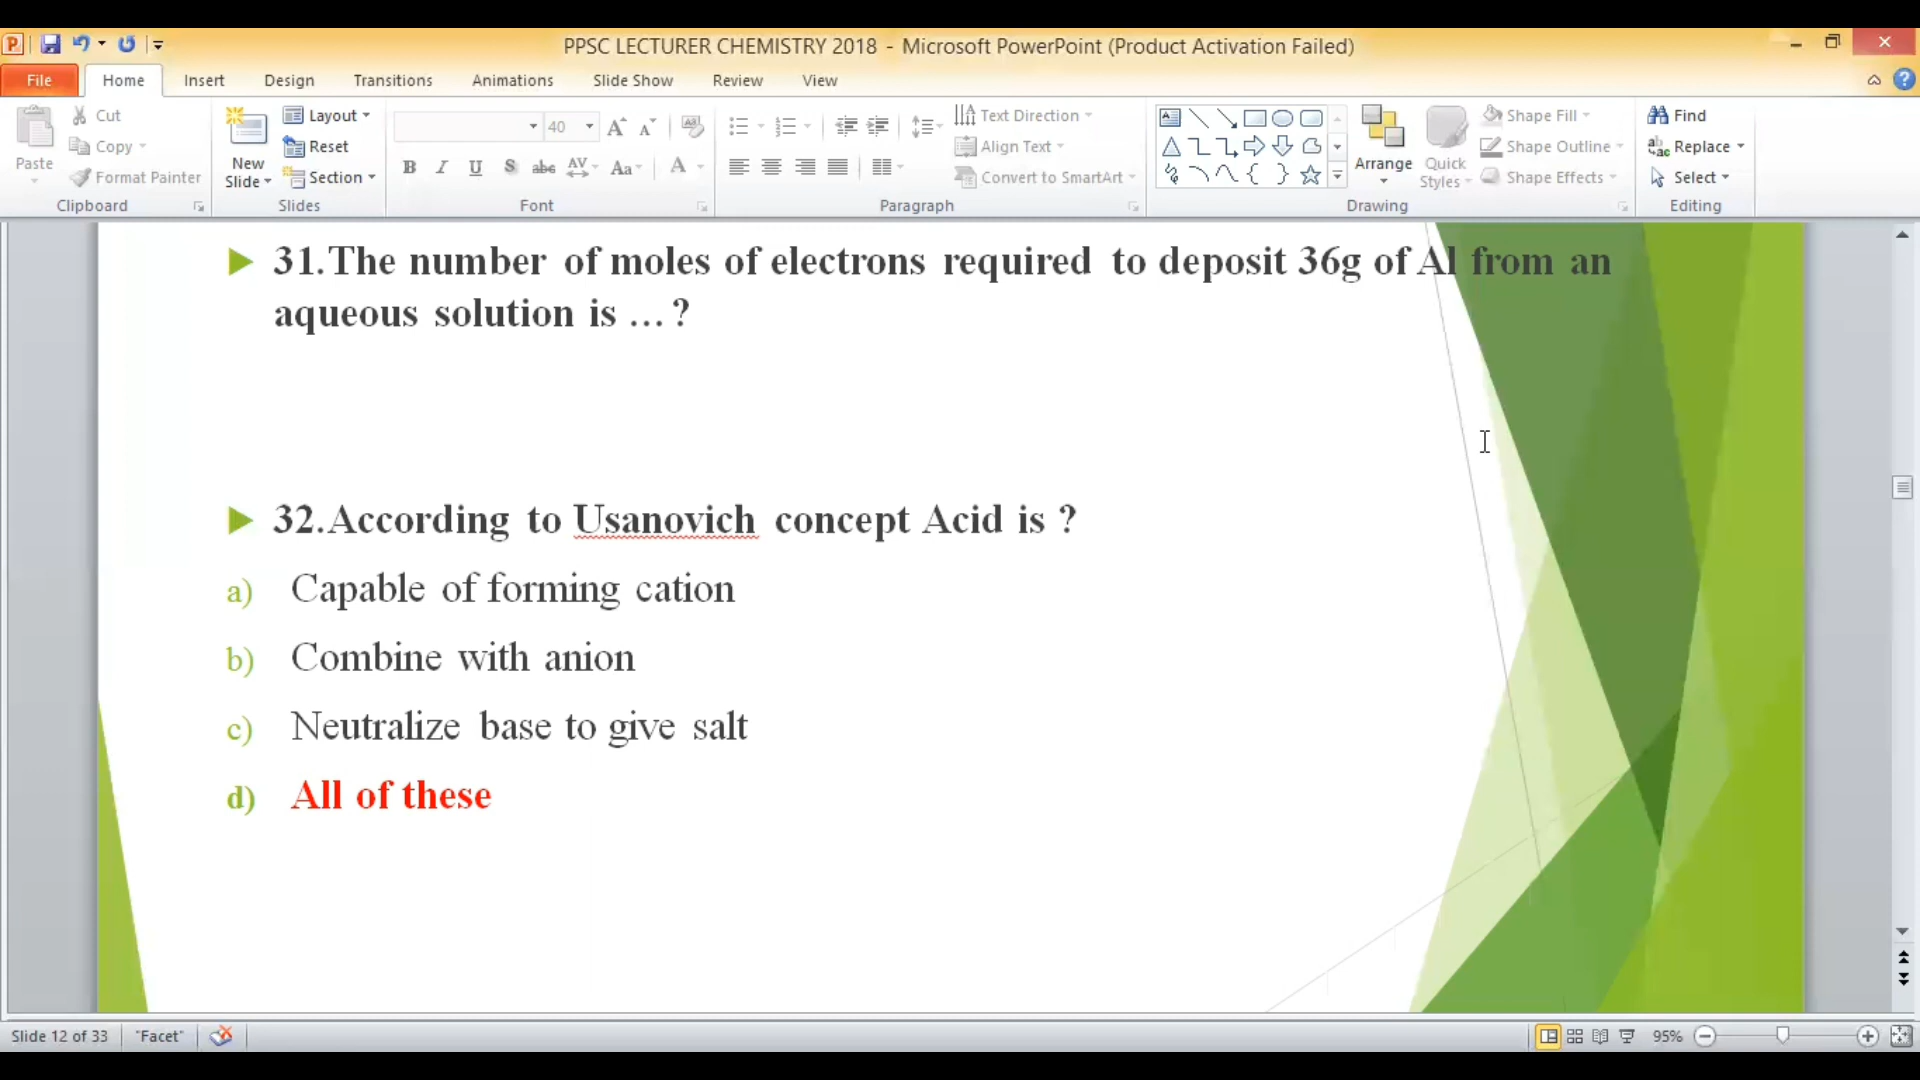 PPSC LECTURER CHEMISTRY 2018 - Microsoft PowerPoint (Product Activation Failed)
File Home Insert Design Transitions Animations Slide Show Review View
Paste
Cut
Copy
Format Painter
Clipboard
New Slide
Layout
Reset
Section
Slides
40
Font
Text Direction
Align Text
Convert to SmartArt
Paragraph
Arrange
Quick Styles
Shape Fill
Shape Outline
Shape Effects
Drawing
Find
Replace
Select
Editing
31.The number of moles of electrons required to deposit 36g of Al from an
aqueous solution is ...?
32.According to Usanovich concept Acid is ?
a) Capable of forming cation
b) Combine with anion
c) Neutralize base to give salt
d) All of these
Slide 12 of 33 "Facet" 95%